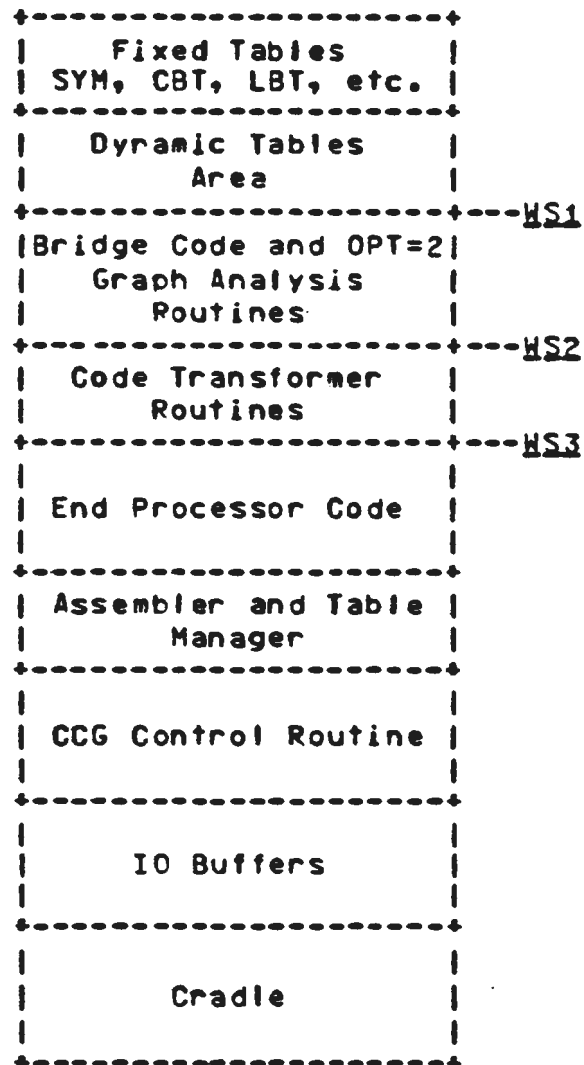 Fixed Tables
SYM, CBT, LBT, etc.
Dynamic Tables
Area
WS1
Bridge Code and OPT=2
Graph Analysis
Routines
WS2
Code Transformer
Routines
WS3
End Processor Code
Assembler and Table
Manager
CCG Control Routine
IO Buffers
Cradle